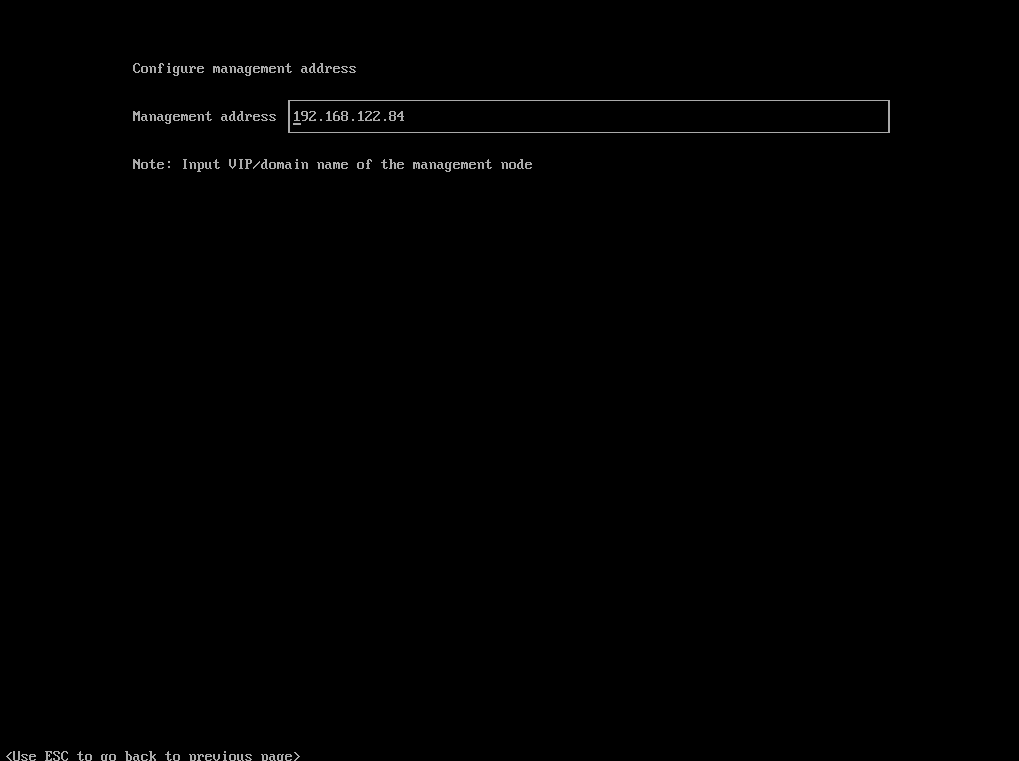 Configure management address
Management address 192.168.122.84
Note: Input VIP/domain name of the management node
<Use ESC to go back to previous page>